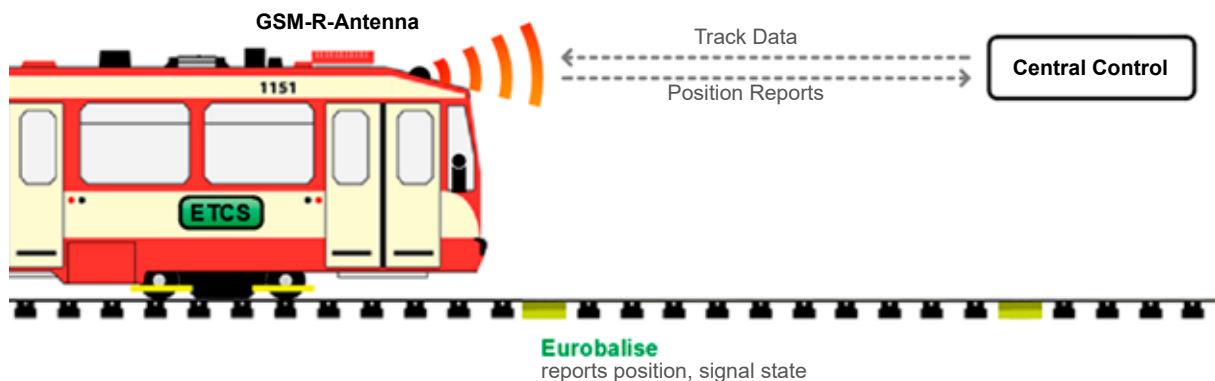 GSM-R-Antenna
Track Data
Central Control
Position Reports
1151
ETCS
Eurobalise
reports position, signal state